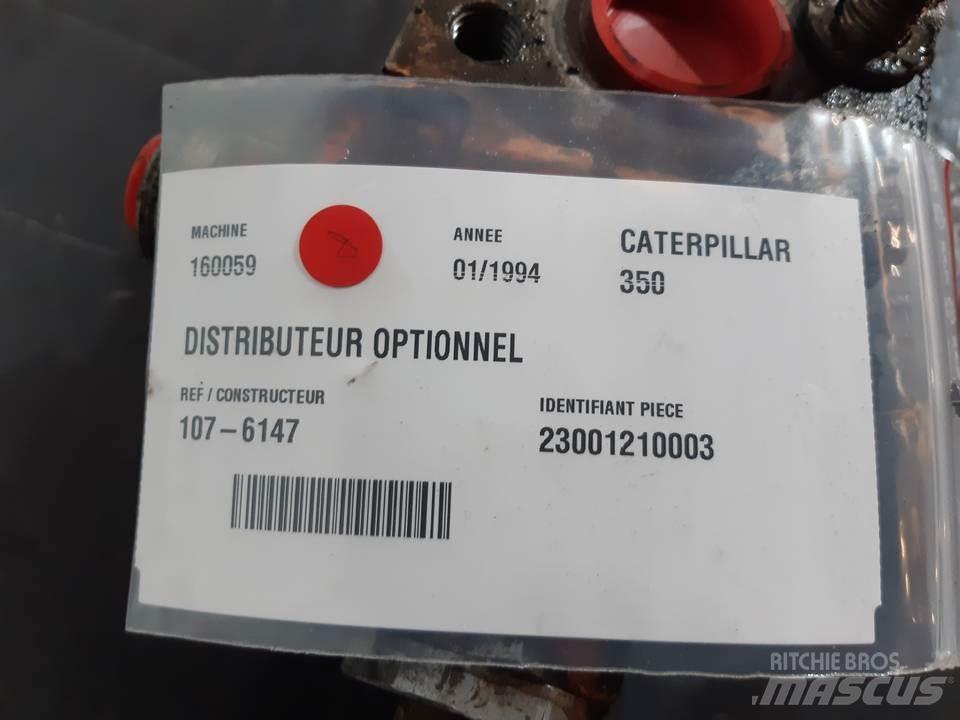 MACHINE
160059
ANNEE
01/1994
CATERPILLAR
350
DISTRIBUTEUR OPTIONNEL
REF / CONSTRUCTEUR
107-6147
IDENTIFIANT PIECE
23001210003
RITCHIE BROS.
MASCUS